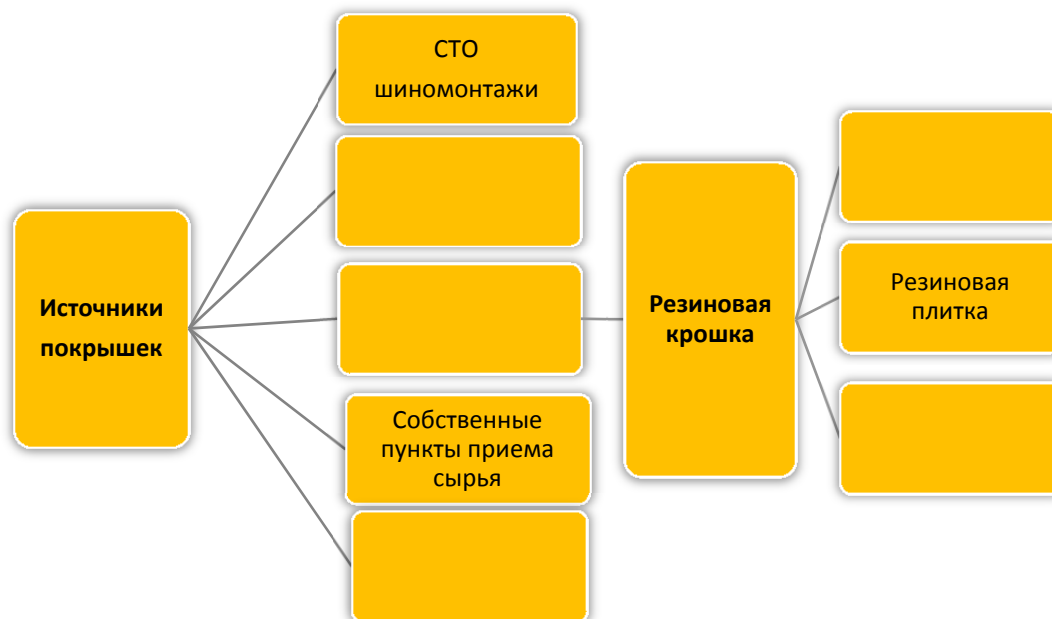 СТО
шиномонтажи
Источники
покрышек
Собственные
пункты приема
сырья
Резиновая
крошка
Резиновая
плитка